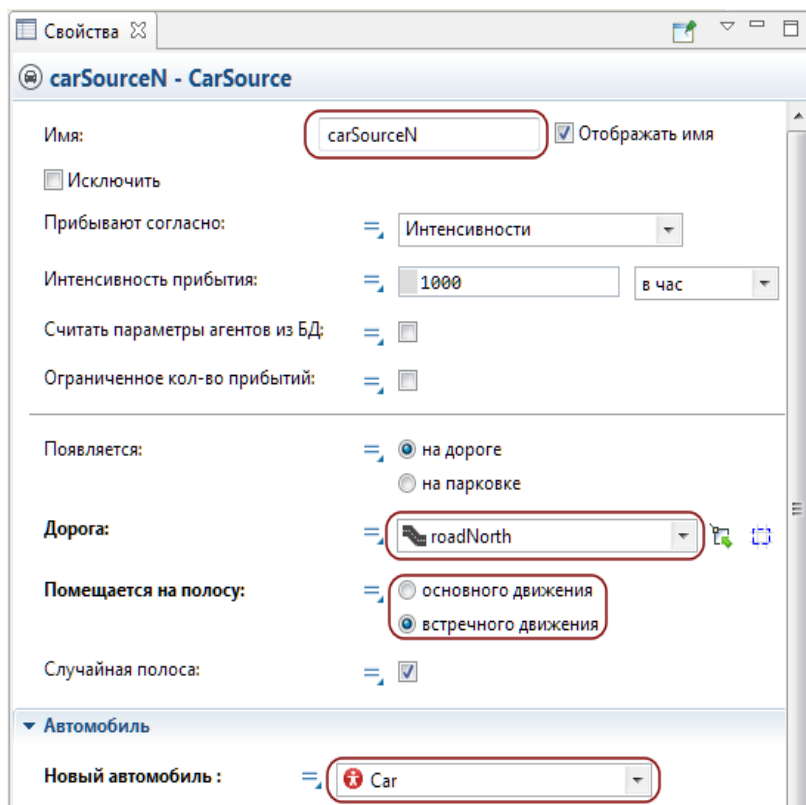 Свойства
carSourceN - CarSource
Имя: carSourceN Отображать имя
Исключить
Прибывают согласно: Интенсивности
Интенсивность прибытия: 1000 в час
Считать параметры агентов из БД:
Ограниченное кол-во прибытий:
Появляется: на дороге
на парковке
Дорога: roadNorth
Помещается на полосу: основного движения
встречного движения
Случайная полоса:
Автомобиль
Новый автомобиль : Car